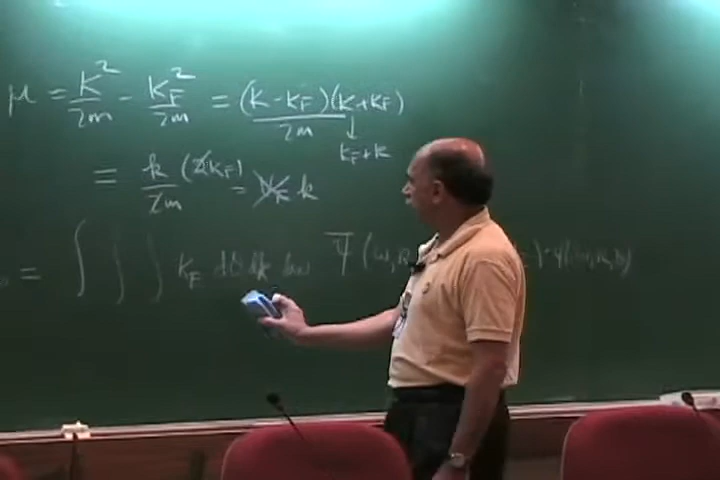 μ = K²/2m - K_F²/2m = (K-K_F)(K+K_F)/2m
↓
K_F+k
= k/2m (2K_F) = V_F k
= ∫∫∫ K_F dθ dk dω ψ̄ (ω,